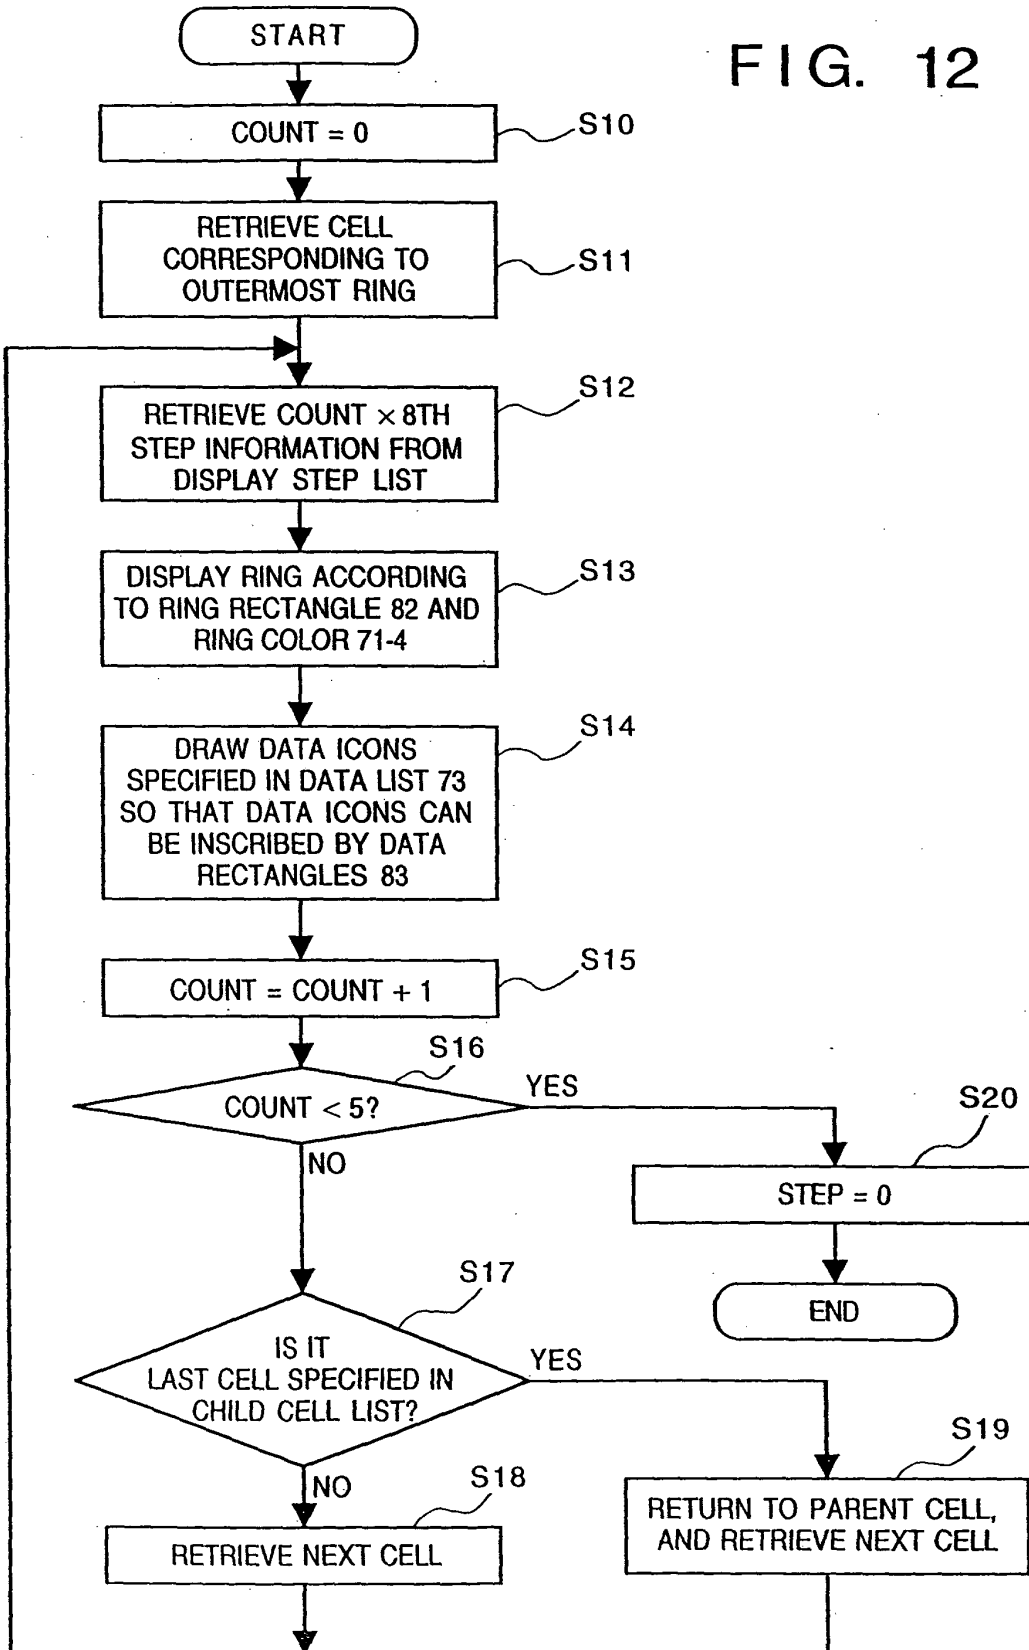 START
FIG. 12
COUNT = 0
S10
RETRIEVE CELL
CORRESPONDING TO
OUTERMOST RING
S11
S12
RETRIEVE COUNT × 8TH
STEP INFORMATION FROM
DISPLAY STEP LIST
S13
DISPLAY RING ACCORDING
TO RING RECTANGLE 82 AND
RING COLOR 71-4
S14
DRAW DATA ICONS
SPECIFIED IN DATA LIST 73
SO THAT DATA ICONS CAN
BE INSCRIBED BY DATA
RECTANGLES 83
S15
COUNT = COUNT + 1
S16
COUNT < 5?
YES
NO
S20
STEP = 0
END
S17
IS IT
LAST CELL SPECIFIED IN
CHILD CELL LIST?
YES
NO
S18
RETRIEVE NEXT CELL
S19
RETURN TO PARENT CELL,
AND RETRIEVE NEXT CELL